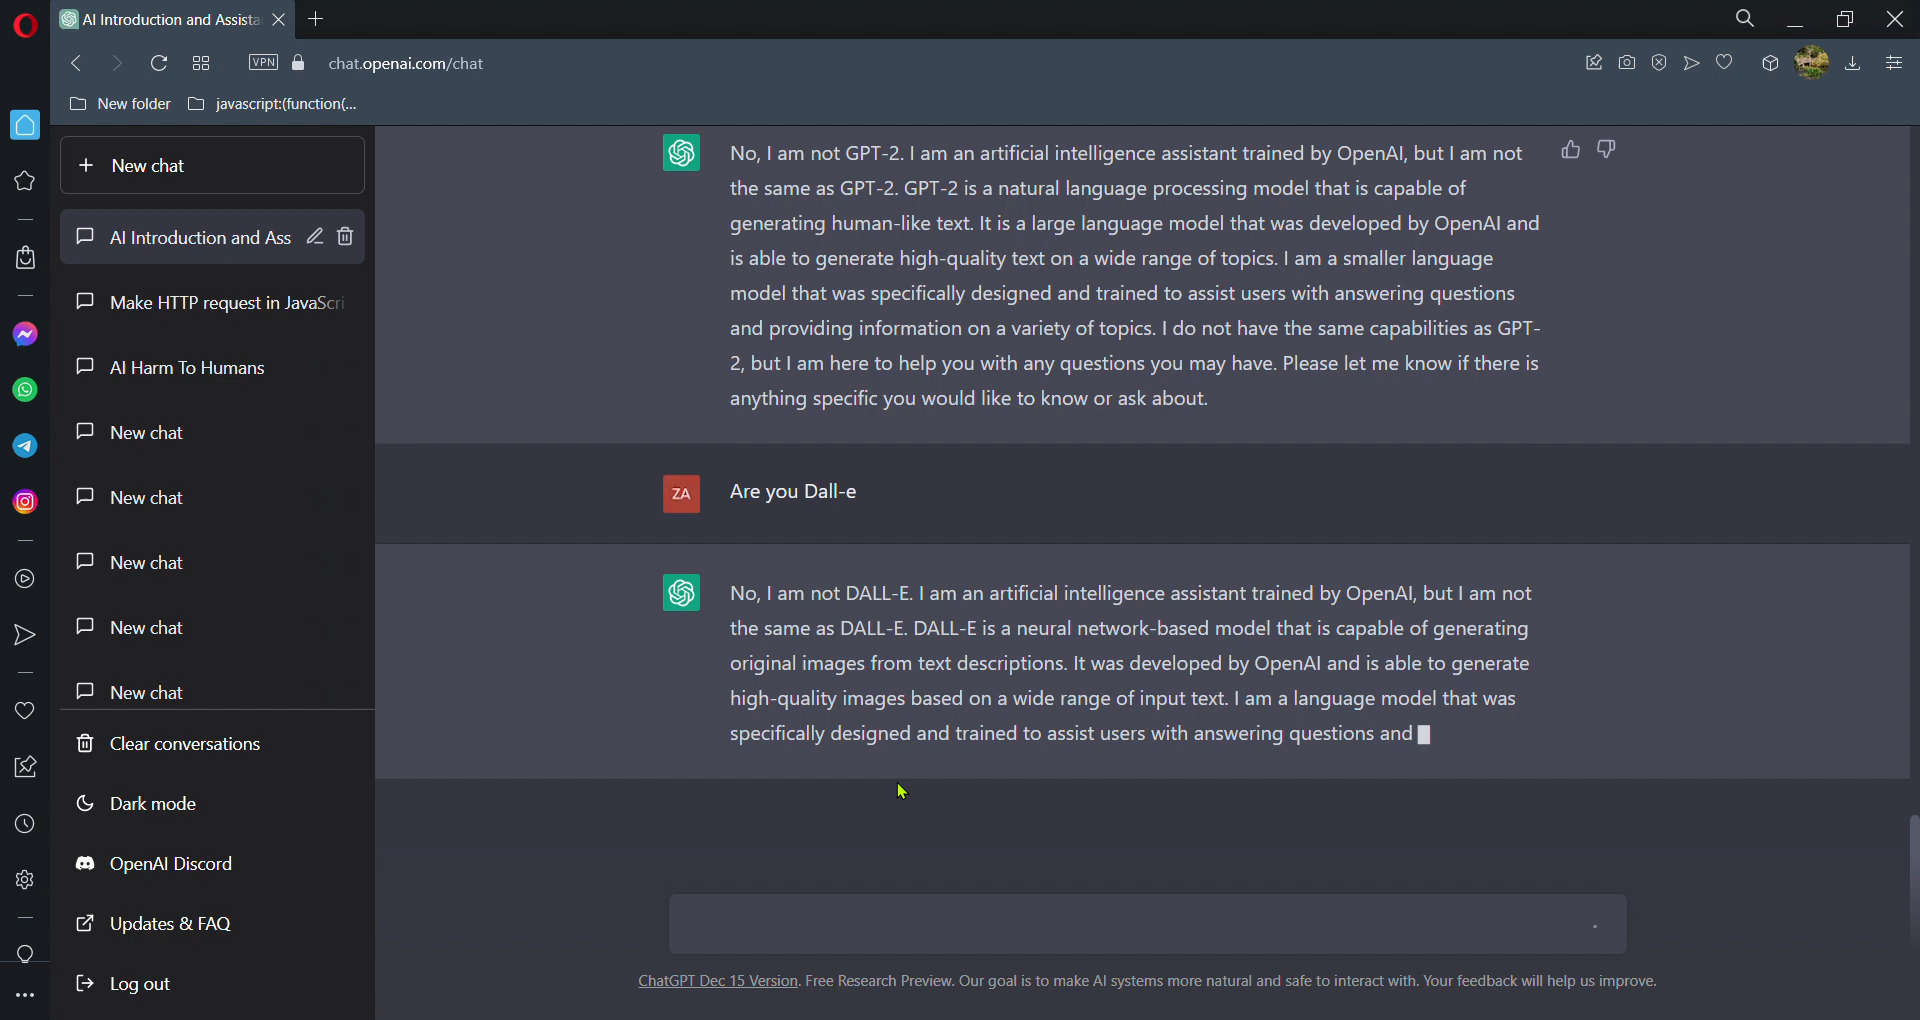 AI Introduction and Assista
VPN
chat.openai.com/chat
New folder
javascript:(function(...
New chat
AI Introduction and Ass
Make HTTP request in JavaScri
AI Harm To Humans
New chat
New chat
New chat
New chat
New chat
Clear conversations
Dark mode
OpenAI Discord
Updates & FAQ
Log out
No, I am not GPT-2. I am an artificial intelligence assistant trained by OpenAI, but I am not
the same as GPT-2. GPT-2 is a natural language processing model that is capable of
generating human-like text. It is a large language model that was developed by OpenAI and
is able to generate high-quality text on a wide range of topics. I am a smaller language
model that was specifically designed and trained to assist users with answering questions
and providing information on a variety of topics. I do not have the same capabilities as GPT-
2, but I am here to help you with any questions you may have. Please let me know if there is
anything specific you would like to know or ask about.
ZA
Are you Dall-e
No, I am not DALL-E. I am an artificial intelligence assistant trained by OpenAI, but I am not
the same as DALL-E. DALL-E is a neural network-based model that is capable of generating
original images from text descriptions. It was developed by OpenAI and is able to generate
high-quality images based on a wide range of input text. I am a language model that was
specifically designed and trained to assist users with answering questions and
ChatGPT Dec 15 Version. Free Research Preview. Our goal is to make AI systems more natural and safe to interact with. Your feedback will help us improve.